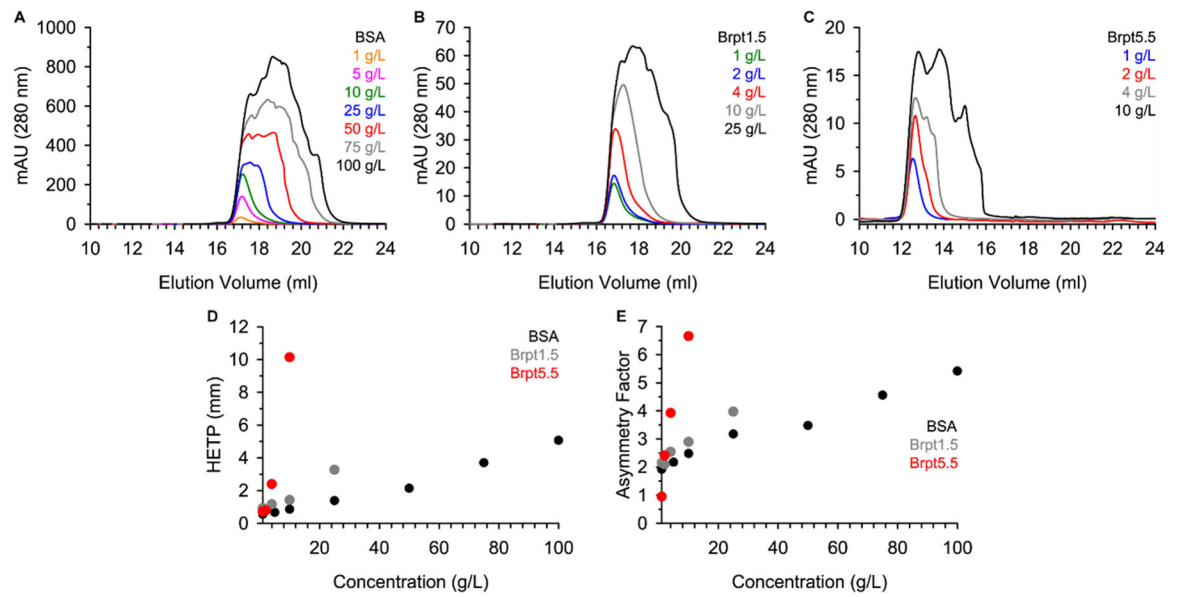 A
BSA
1 g/L
5 g/L
10 g/L
25 g/L
50 g/L
75 g/L
100 g/L
mAU (280 nm)
1000
800
600
400
200
0
10 12 14 16 18 20 22 24
Elution Volume (ml)
B
Brpt1.5
1 g/L
2 g/L
4 g/L
10 g/L
25 g/L
mAU (280 nm)
70
60
50
40
30
20
10
0
10 12 14 16 18 20 22 24
Elution Volume (ml)
C
Brpt5.5
1 g/L
2 g/L
4 g/L
10 g/L
mAU (280 nm)
20
15
10
5
0
10 12 14 16 18 20 22 24
Elution Volume (ml)
D
BSA
Brpt1.5
Brpt5.5
HETP (mm)
12
10
8
6
4
2
0
20 40 60 80 100
Concentration (g/L)
E
BSA
Brpt1.5
Brpt5.5
Asymmetry Factor
7
6
5
4
3
2
1
0
20 40 60 80 100
Concentration (g/L)